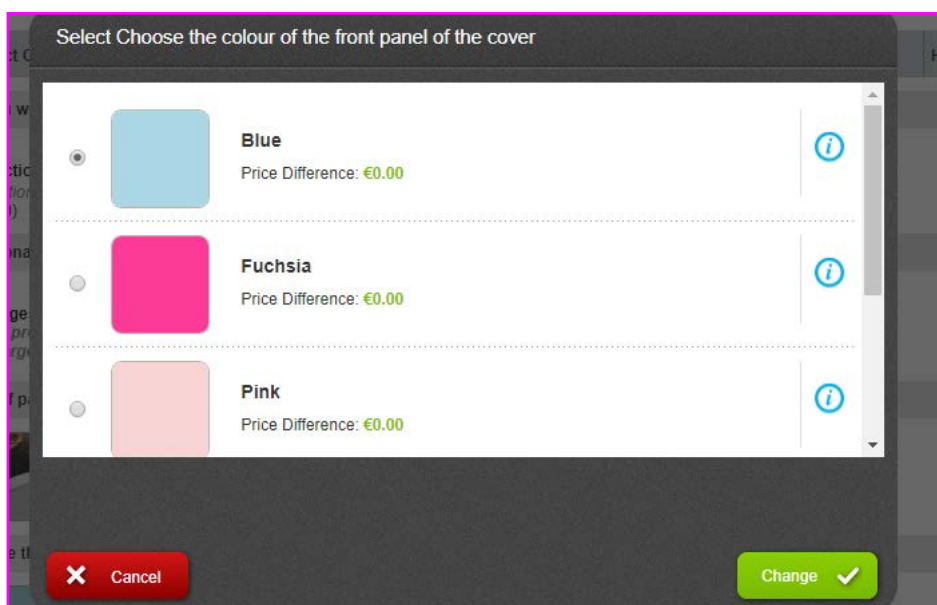 Select Choose the colour of the front panel of the cover
Blue
Price Difference: €0.00
Fuchsia
Price Difference: €0.00
Pink
Price Difference: €0.00
Cancel
Change